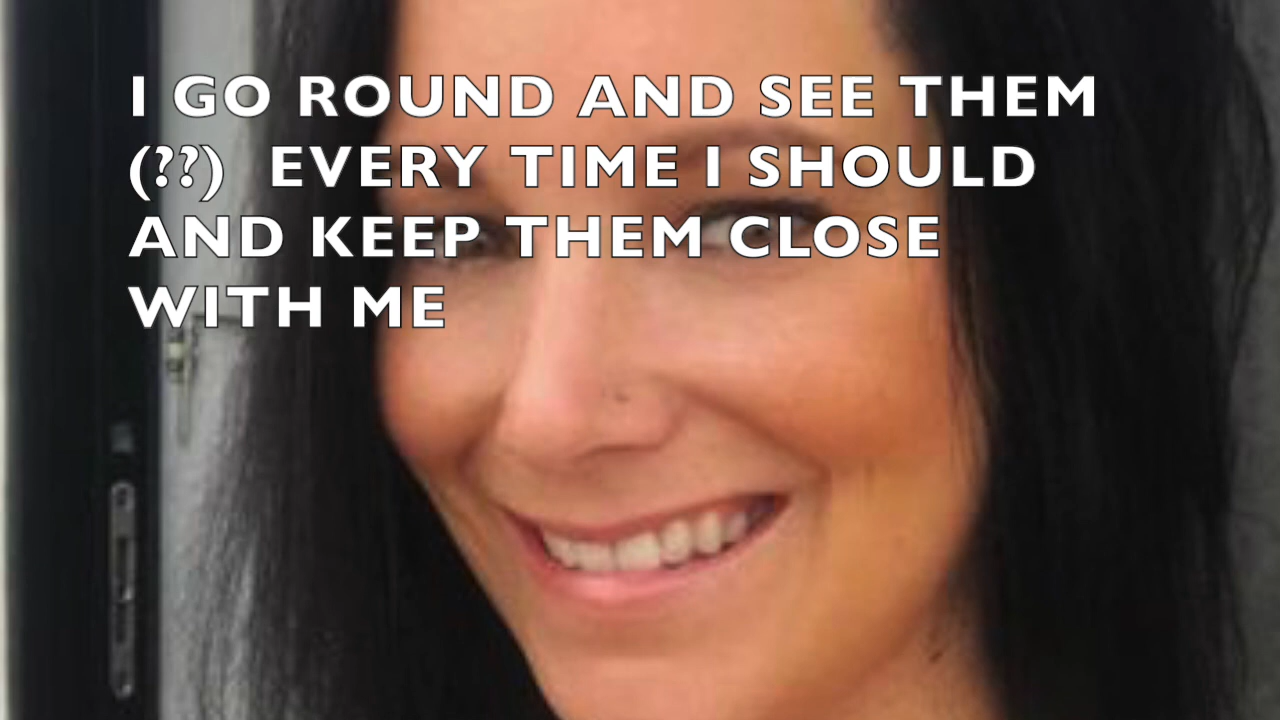 I GO ROUND AND SEE THEM
(??) EVERY TIME I SHOULD
AND KEEP THEM CLOSE
WITH ME